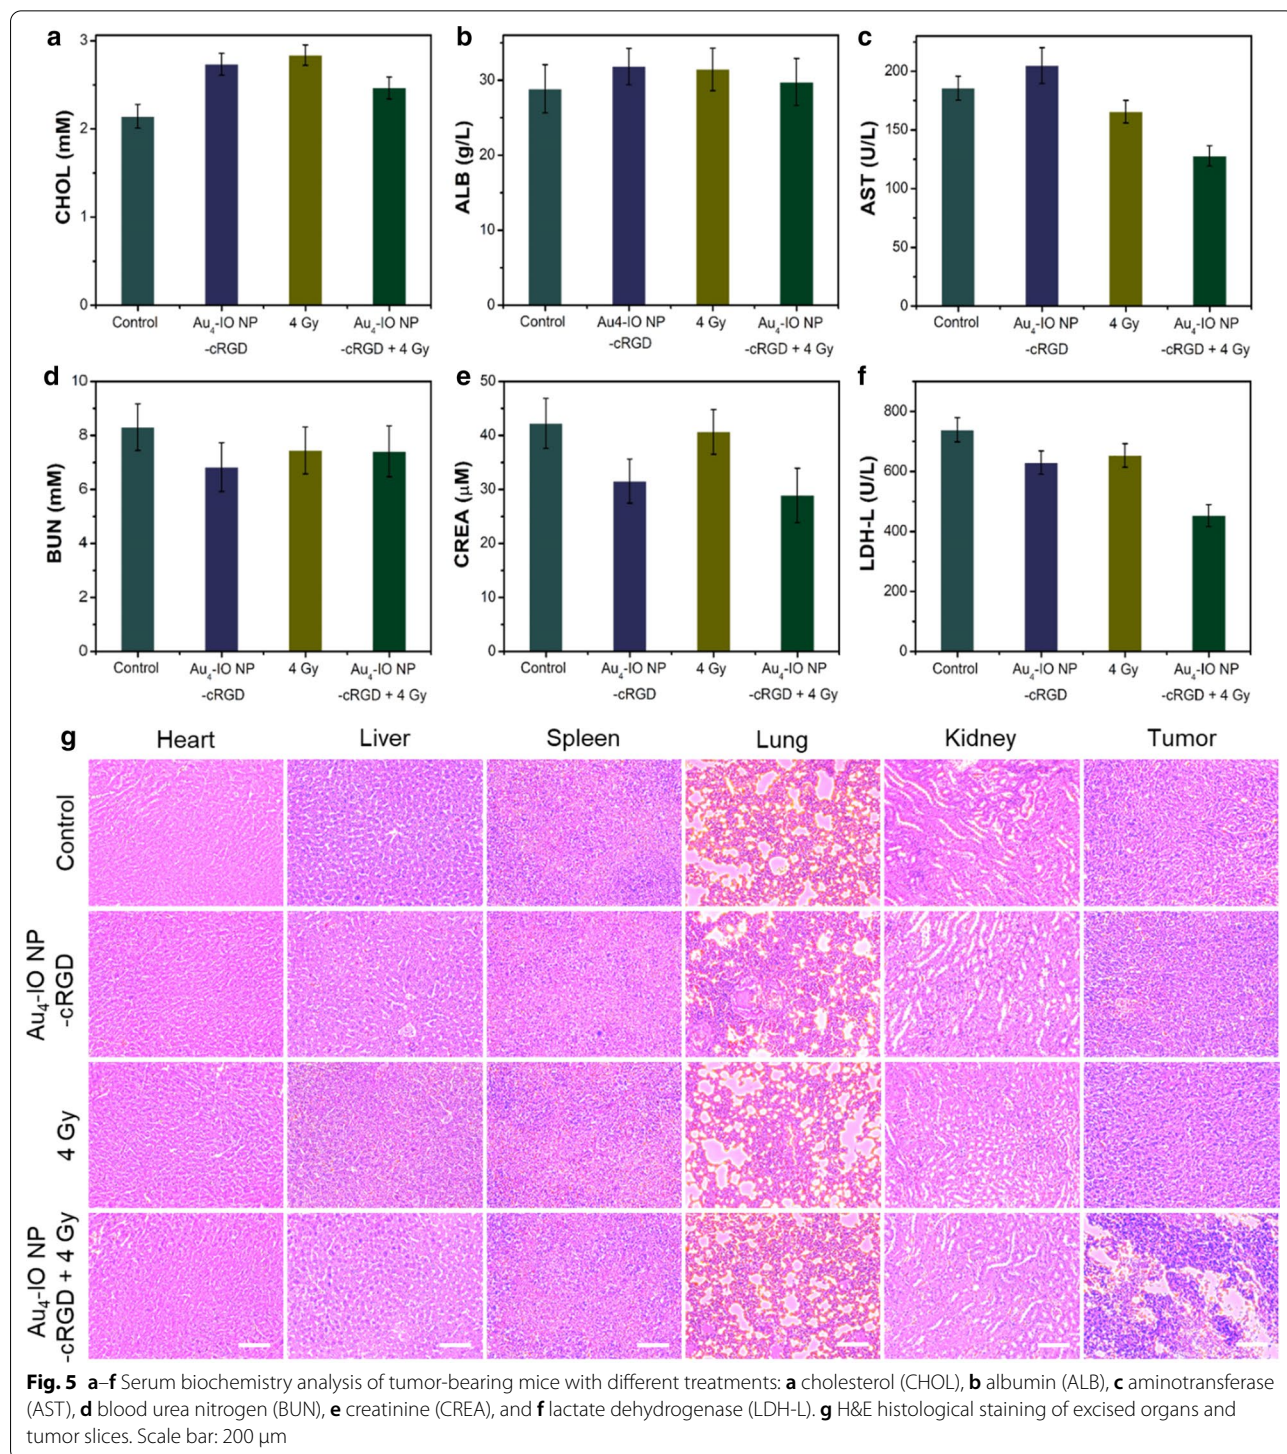 a
3
2
1
0
CHOL (mM)
Control
Au₄-IO NP
-cRGD
4 Gy
Au₄-IO NP
-cRGD + 4 Gy
b
30
20
10
0
ALB (g/L)
Control
Au4-IO NP
-cRGD
4 Gy
Au₄-IO NP
-cRGD + 4 Gy
c
200
150
100
50
0
AST (U/L)
Control
Au₄-IO NP
-cRGD
4 Gy
Au₄-IO NP
-cRGD + 4 Gy
d
10
8
6
4
2
0
BUN (mM)
Control
Au₄-IO NP
-cRGD
4 Gy
Au₄-IO NP
-cRGD + 4 Gy
e
50
40
30
20
10
0
CREA (μM)
Control
Au₄-IO NP
-cRGD
4 Gy
Au₄-IO NP
-cRGD + 4 Gy
f
800
600
400
200
0
LDH-L (U/L)
Control
Au₄-IO NP
-cRGD
4 Gy
Au₄-IO NP
-cRGD + 4 Gy
g
Heart Liver Spleen Lung Kidney Tumor
Control
Au₄-IO NP
-cRGD
4 Gy
Au₄-IO NP
-cRGD + 4 Gy
Fig. 5 a–f Serum biochemistry analysis of tumor-bearing mice with different treatments: a cholesterol (CHOL), b albumin (ALB), c aminotransferase
(AST), d blood urea nitrogen (BUN), e creatinine (CREA), and f lactate dehydrogenase (LDH-L). g H&E histological staining of excised organs and
tumor slices. Scale bar: 200 μm